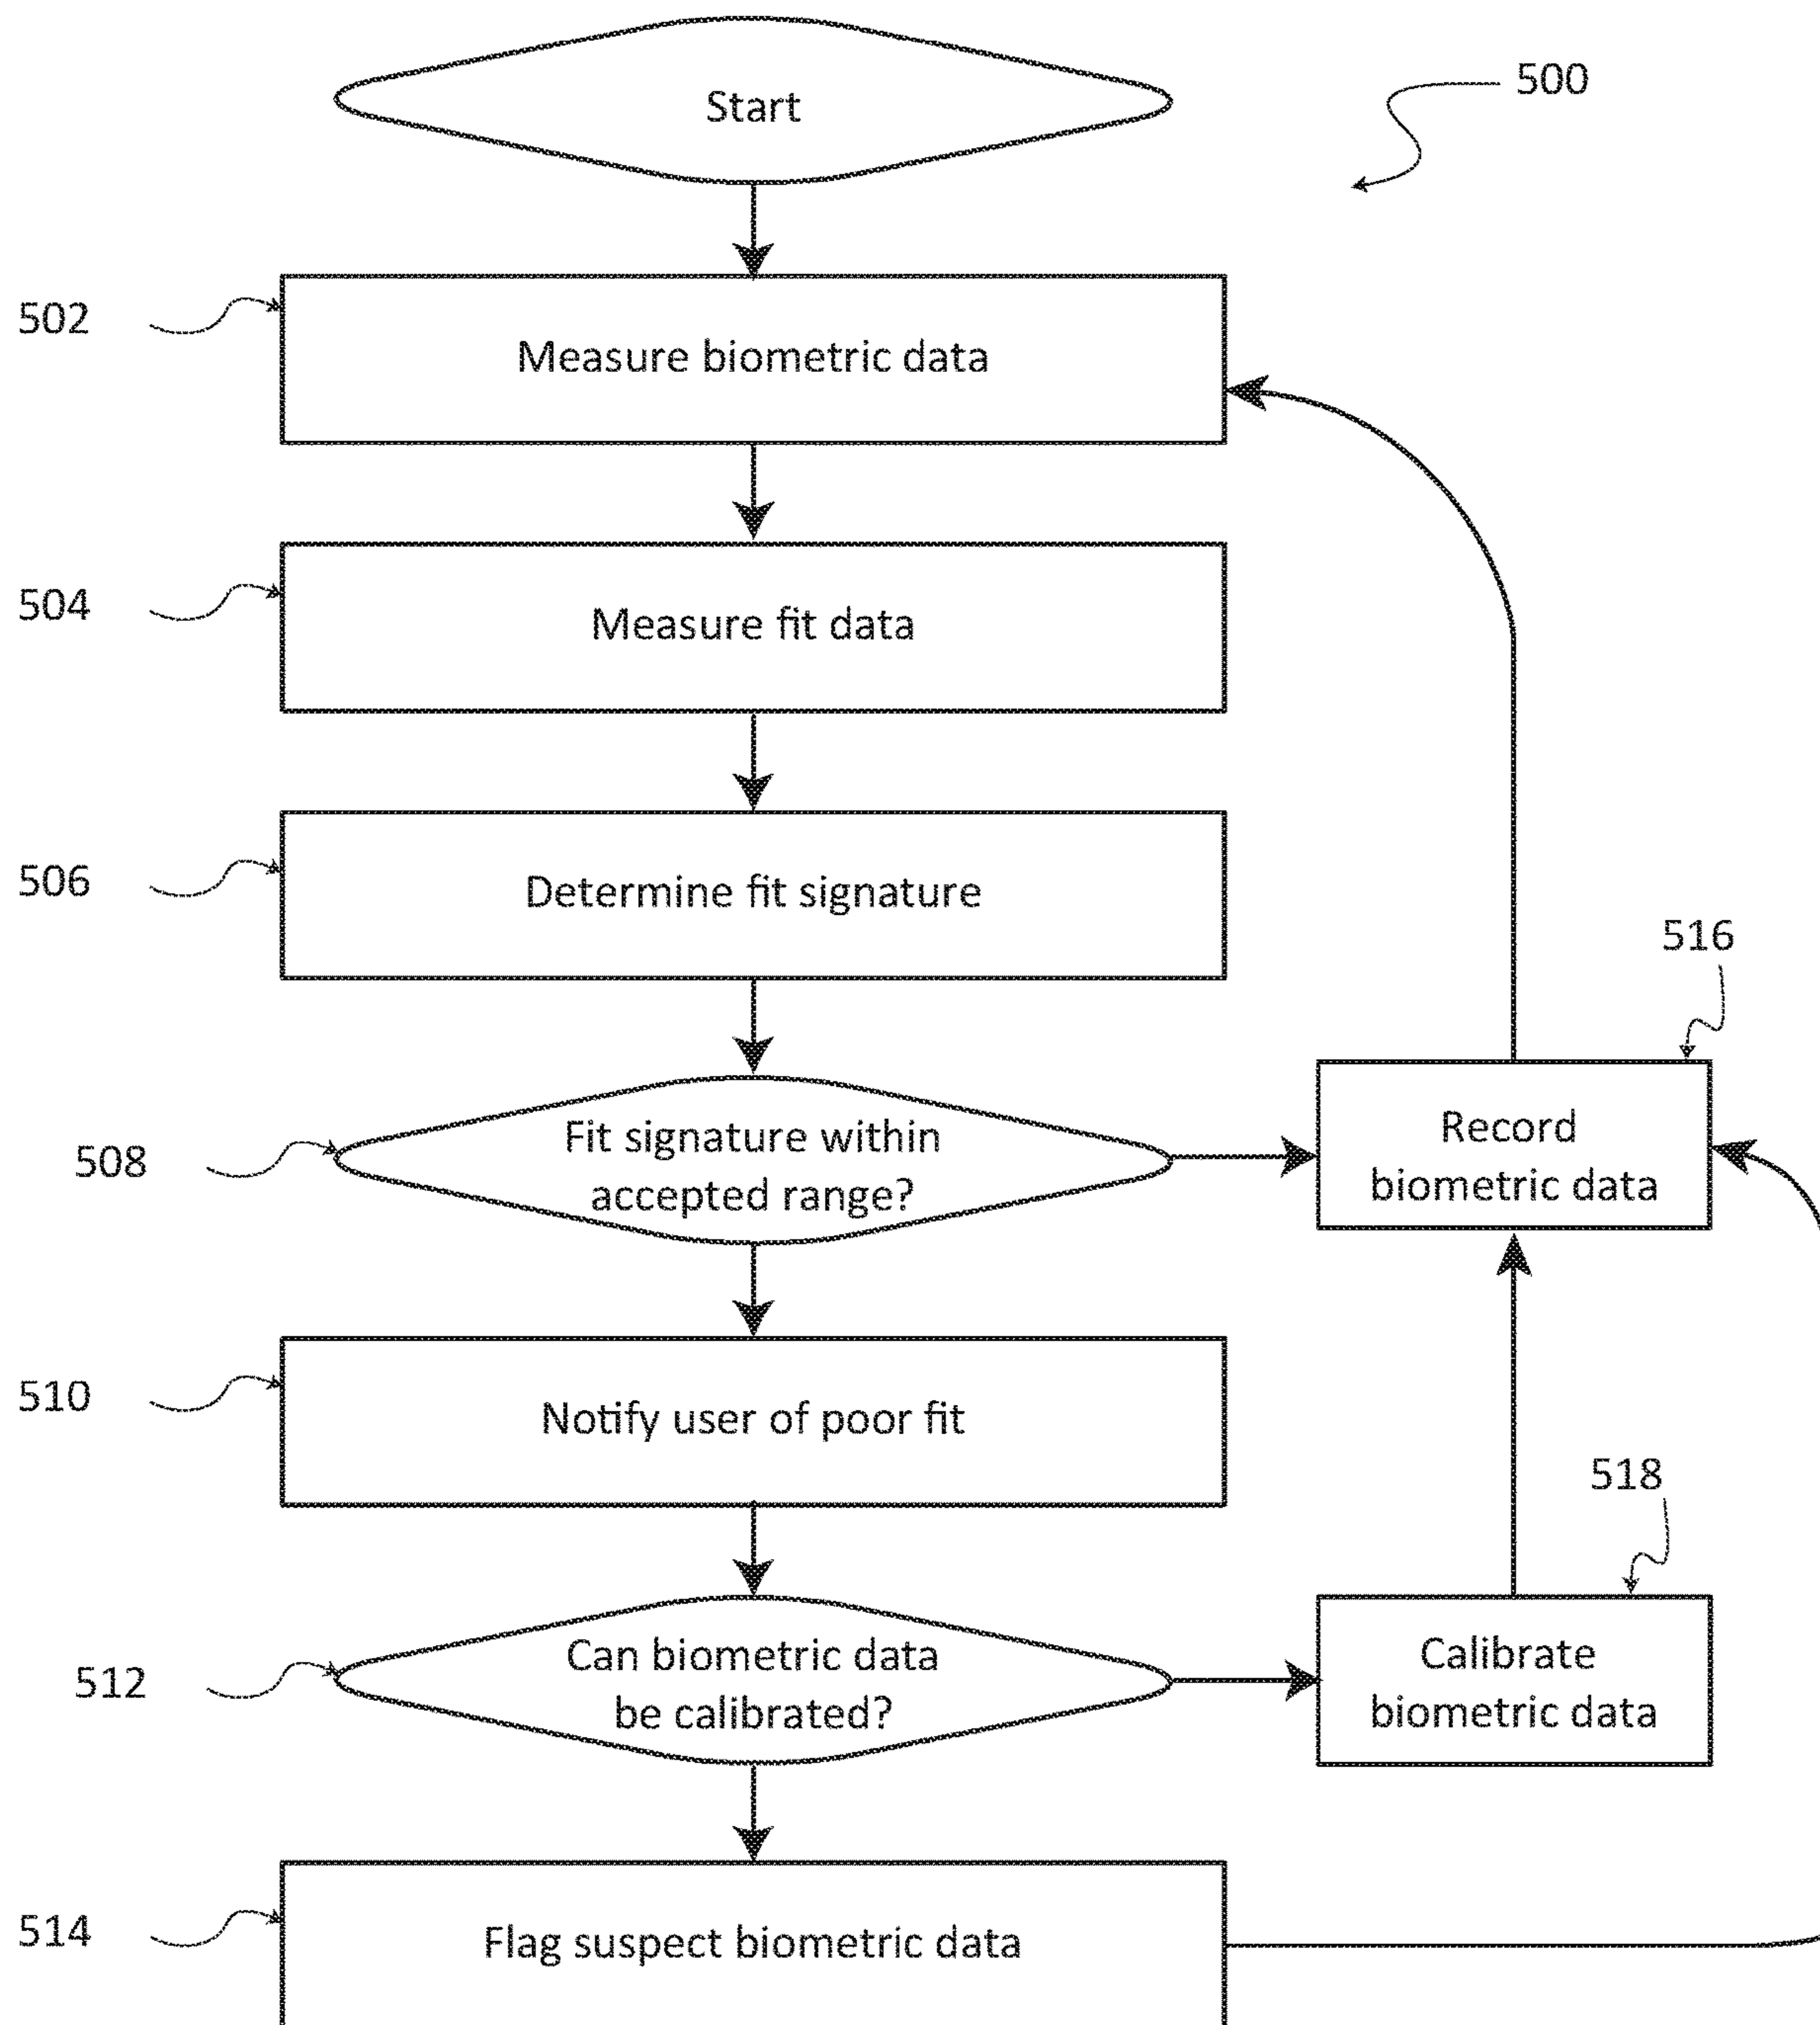 Start
500
502
Measure biometric data
504
Measure fit data
506
Determine fit signature
516
508
Fit signature within
accepted range?
Record
biometric data
510
Notify user of poor fit
518
512
Can biometric data
be calibrated?
Calibrate
biometric data
514
Flag suspect biometric data